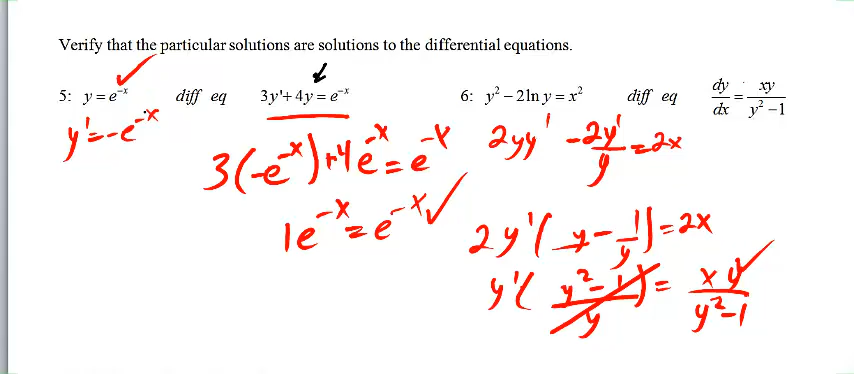 Verify that the particular solutions are solutions to the differential equations.
5: y = e^-x diff eq 3y'+ 4y = e^-x ✓
y' = -e^-x
3(-e^-x) + 4e^-x = e^-x
1e^-x = e^-x ✓
6: y² – 2ln y = x² diff eq dy/dx = xy/(y² – 1)
2yy' - 2y'/y = 2x
2y'(y - 1/y) = 2x
y'((y² - 1)/y) = xy/(y² - 1) ✓